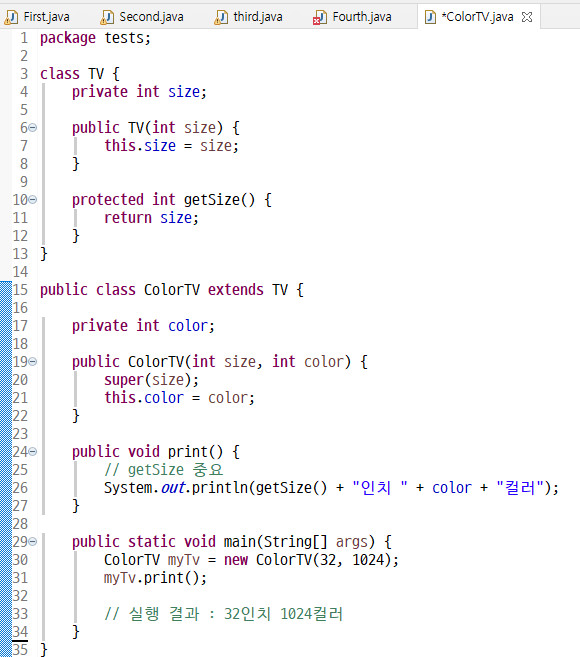 First.java Second.java third.java Fourth.java *ColorTV.java
1 package tests;
2
3 class TV {
4     private int size;
5
6     public TV(int size) {
7         this.size = size;
8     }
9
10     protected int getSize() {
11         return size;
12     }
13 }
14
15 public class ColorTV extends TV {
16
17     private int color;
18
19     public ColorTV(int size, int color) {
20         super(size);
21         this.color = color;
22     }
23
24     public void print() {
25         // getSize 중요
26         System.out.println(getSize() + "인치 " + color + "컬러");
27     }
28
29     public static void main(String[] args) {
30         ColorTV myTv = new ColorTV(32, 1024);
31         myTv.print();
32
33         // 실행 결과 : 32인치 1024컬러
34     }
35 }